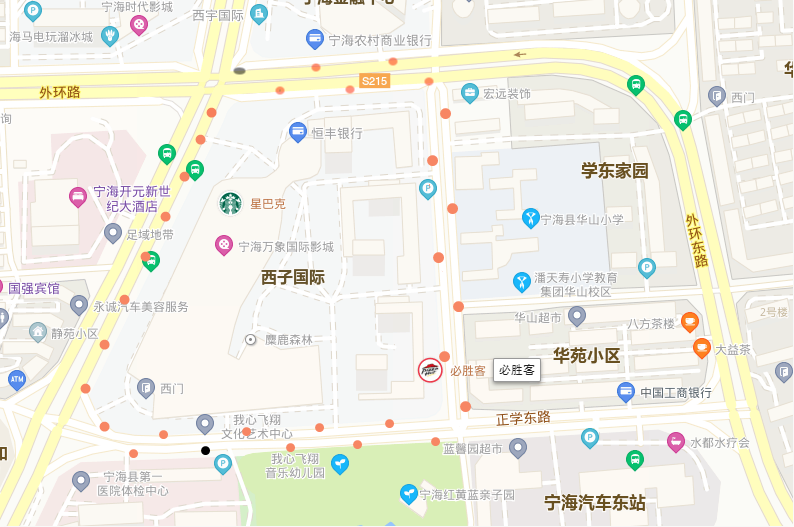 宁海时代影城
宁海金融中心
西宇国际
海马电玩溜冰城
宁海农村商业银行
S215
外环路
宏远装饰
西门
华
询
恒丰银行
学东家园
宁海开元新世
纪大酒店
星巴克
宁海县华山小学
足域地带
宁海万象国际影城
外环东路
西子国际
潘天寿小学教育
集团华山校区
国强宾馆
永诚汽车美容服务
华山超市
八方茶楼
2号楼
静苑小区
麋鹿森林
华苑小区
大益茶
ATM
必胜客
必胜客
西门
中国工商银行
正学东路
我心飞翔
文化艺术中心
蓝馨园超市
水都水疗会
和
我心飞翔
音乐幼儿园
宁海县第一
医院体检中心
宁海红黄蓝亲子园
宁海汽车东站